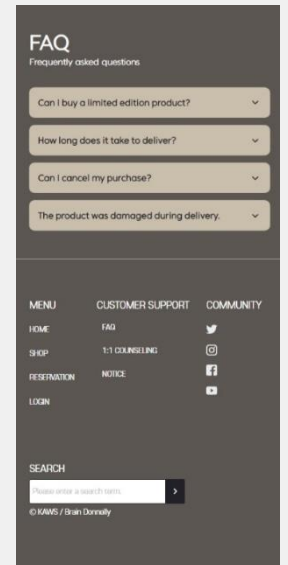 FAQ
Frequently asked questions
Can I buy a limited edition product?
How long does it take to deliver?
Can I cancel my purchase?
The product was damaged during delivery.
MENU
HOME
SHOP
RESERVATION
LOGIN
CUSTOMER SUPPORT
FAQ
1:1 COUNSELING
NOTICE
COMMUNITY
SEARCH
Please enter a search term.
© KAWS / Brain Donnolly